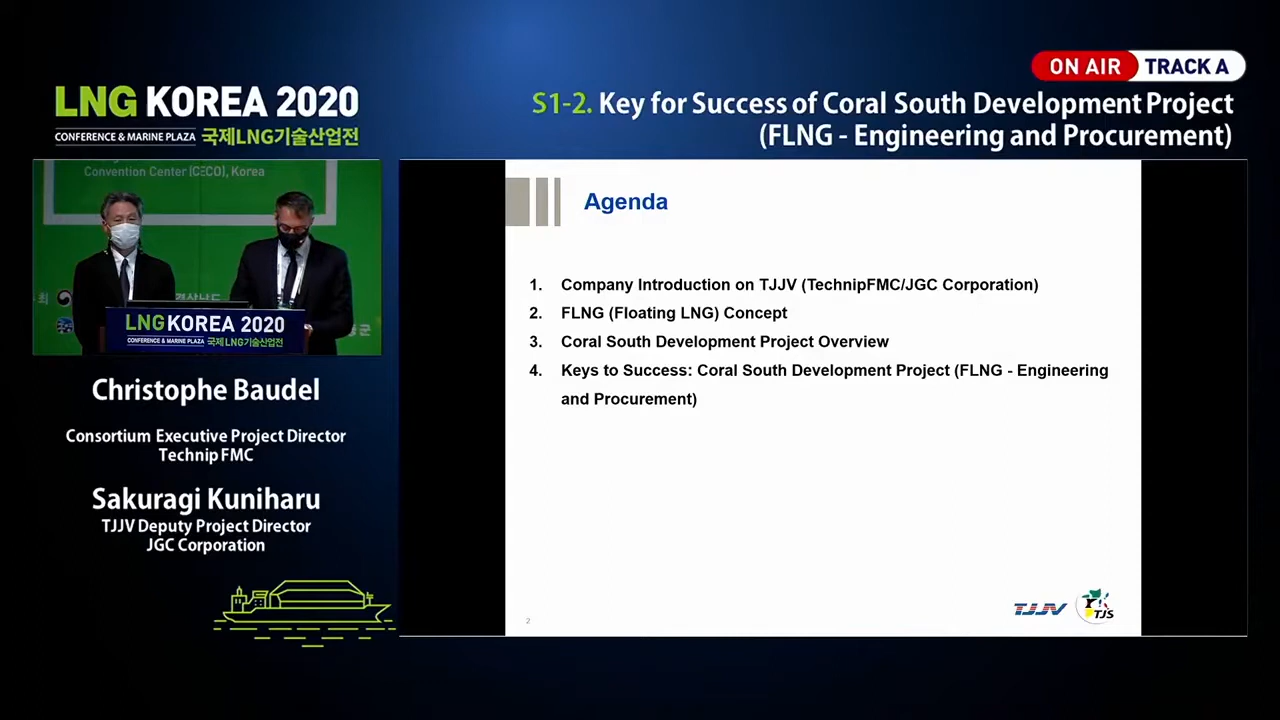 ON AIR TRACK A
LNG KOREA 2020
CONFERENCE & MARINE PLAZA 국제LNG기술산업전
S1-2. Key for Success of Coral South Development Project
(FLNG - Engineering and Procurement)
Convention Center (CECO), Korea
LNG KOREA 2020
CONFERENCE & MARINE PLAZA 국제LNG기술산업전
Christophe Baudel
Consortium Executive Project Director
Technip FMC
Sakuragi Kuniharu
TJJV Deputy Project Director
JGC Corporation
Agenda
1. Company Introduction on TJJV (TechnipFMC/JGC Corporation)
2. FLNG (Floating LNG) Concept
3. Coral South Development Project Overview
4. Keys to Success: Coral South Development Project (FLNG - Engineering
and Procurement)
2
TJJV
TJS